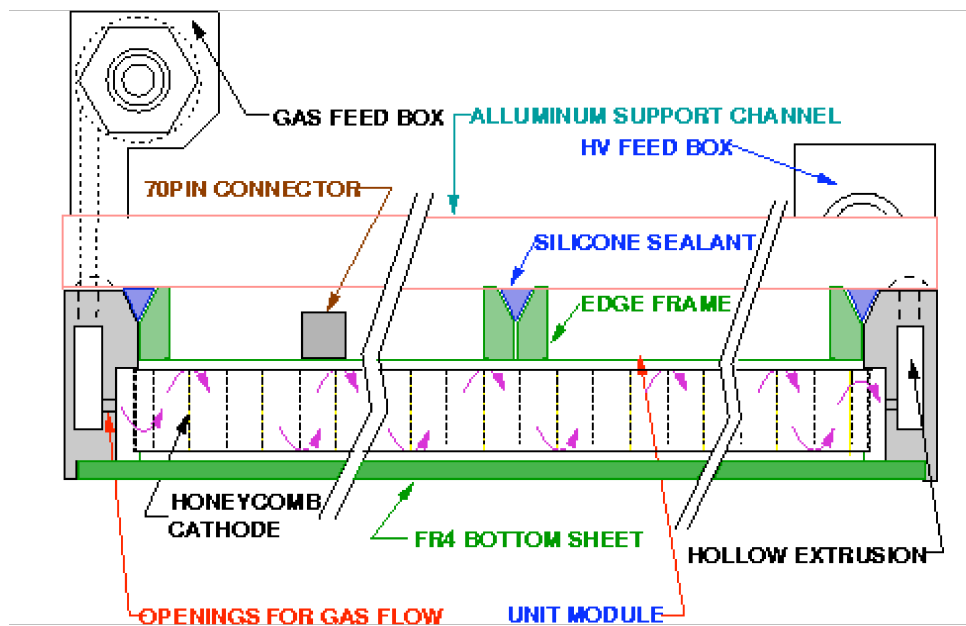 GAS FEED BOX
ALLUMINUM SUPPORT CHANNEL
HV FEED BOX
70PIN CONNECTOR
SILICONE SEALANT
EDGE FRAME
HONEYCOMB
CATHODE
FR4 BOTTOM SHEET
HOLLOW EXTRUSION
OPENINGS FOR GAS FLOW
UNIT MODULE